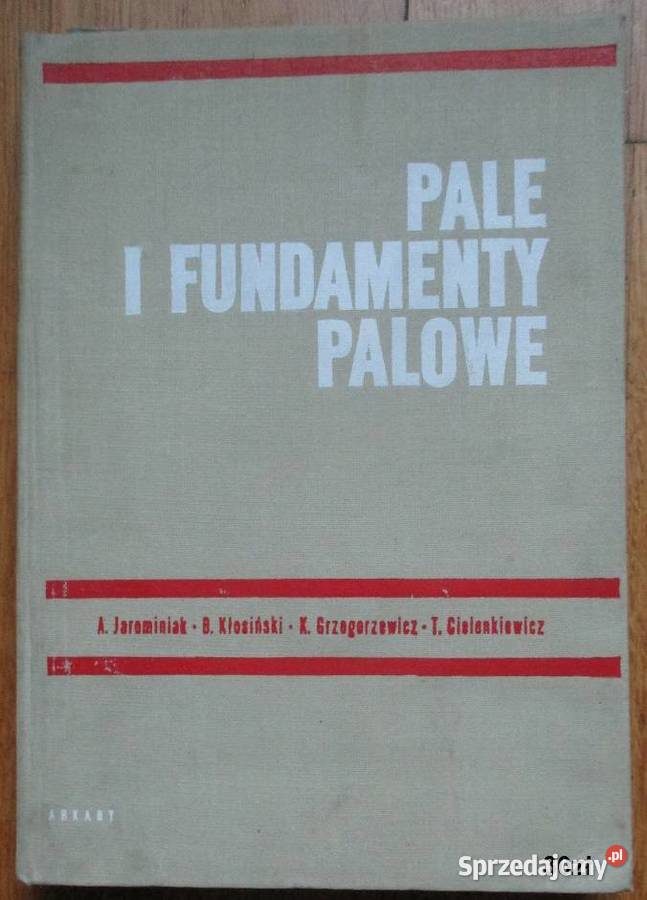 PALE
I FUNDAMENTY
PALOWE
A. Jarominiak • B. Kłosiński • K. Grzegorzewicz • T. Cielenkiewicz
ARKADY
Sprzedajemy.pl